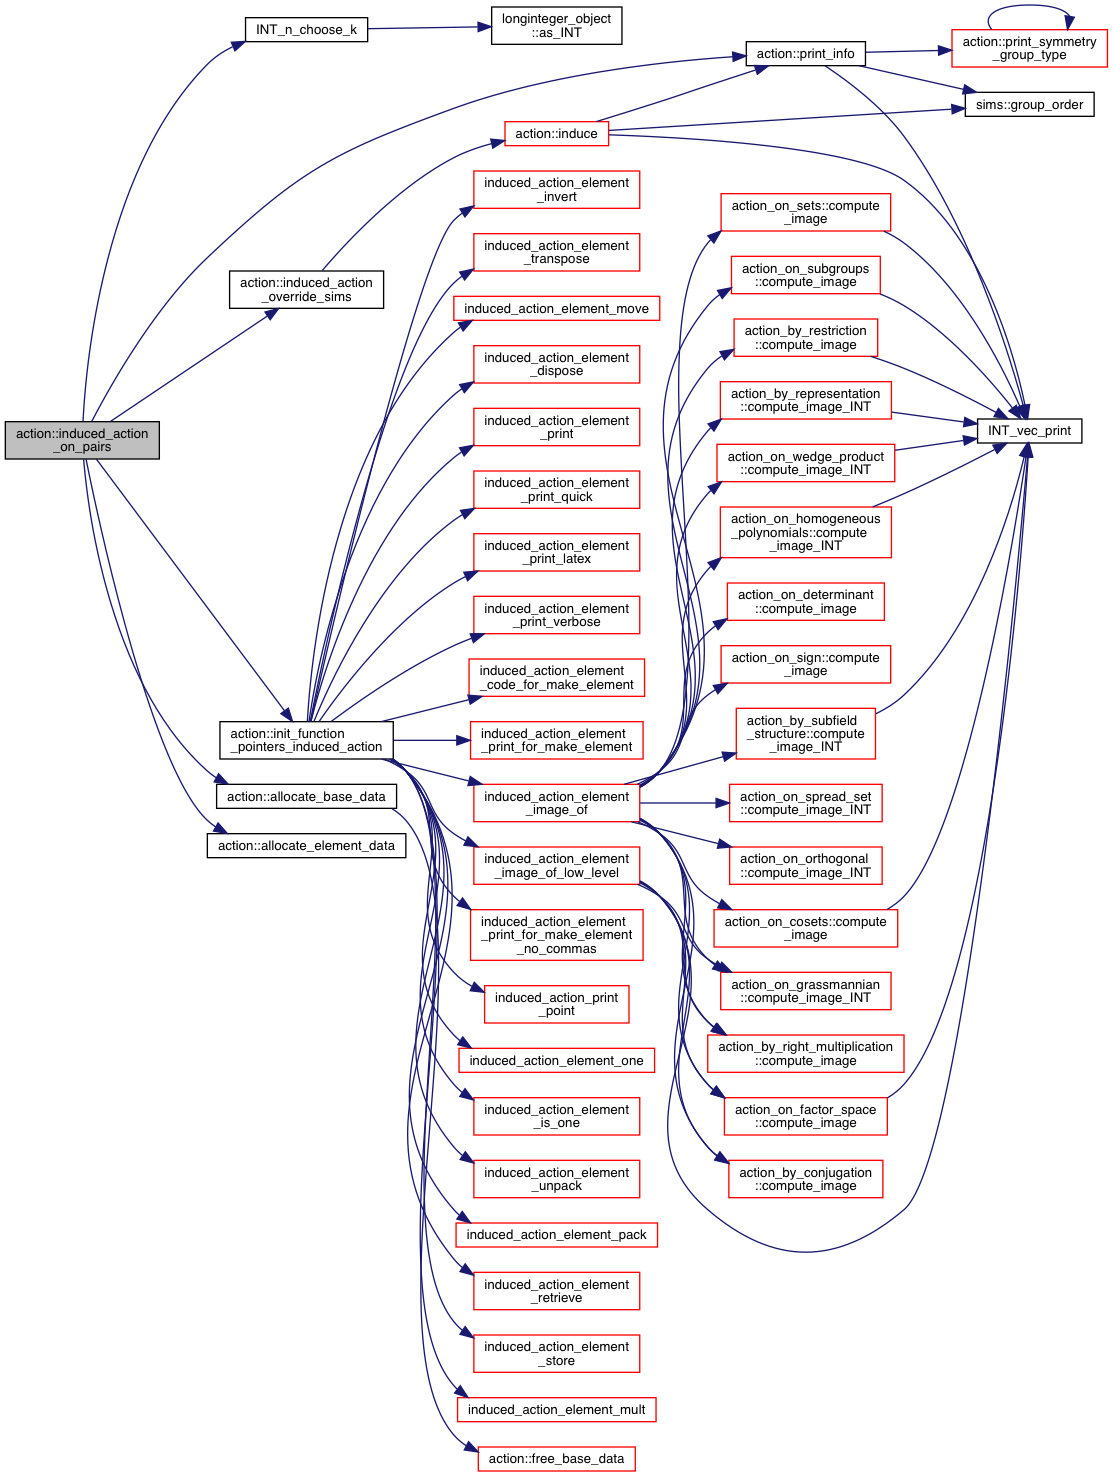 action::induced_action
_on_pairs
INT_n_choose_k
longinteger_object
::as_INT
action::print_info
action::print_symmetry
_group_type
sims::group_order
action::induce
action::induced_action
_override_sims
induced_action_element
_invert
induced_action_element
_transpose
induced_action_element_move
induced_action_element
_dispose
induced_action_element
_print
induced_action_element
_print_quick
induced_action_element
_print_latex
induced_action_element
_print_verbose
induced_action_element
_code_for_make_element
induced_action_element
_print_for_make_element
action::init_function
_pointers_induced_action
action::allocate_base_data
action::allocate_element_data
induced_action_element
_image_of
induced_action_element
_image_of_low_level
induced_action_element
_print_for_make_element
_no_commas
induced_action_print
_point
induced_action_element_one
induced_action_element
_is_one
induced_action_element
_unpack
induced_action_element_pack
induced_action_element
_retrieve
induced_action_element
_store
induced_action_element_mult
action::free_base_data
action_on_sets::compute
_image
action_on_subgroups
::compute_image
action_by_restriction
::compute_image
action_by_representation
::compute_image_INT
action_on_wedge_product
::compute_image_INT
action_on_homogeneous
_polynomials::compute
_image_INT
action_on_determinant
::compute_image
action_on_sign::compute
_image
action_by_subfield
_structure::compute
_image_INT
action_on_spread_set
::compute_image_INT
action_on_orthogonal
::compute_image_INT
action_on_cosets::compute
_image
action_on_grassmannian
::compute_image_INT
action_by_right_multiplication
::compute_image
action_on_factor_space
::compute_image
action_by_conjugation
::compute_image
INT_vec_print